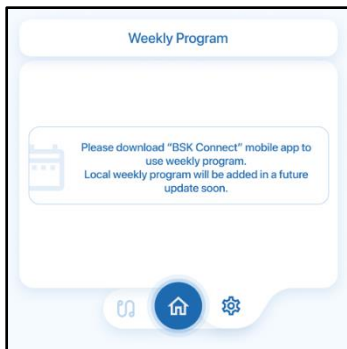 Weekly Program
Please download "BSK Connect" mobile app to
use weekly program.
Local weekly program will be added in a future
update soon.